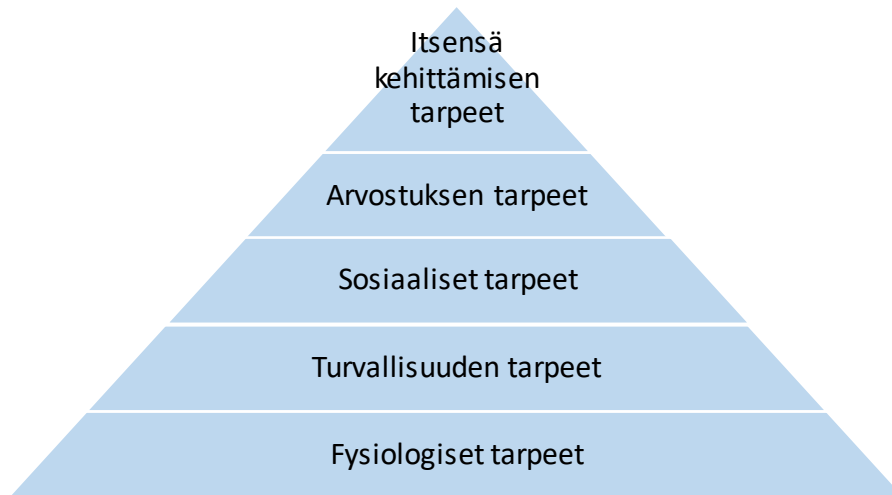 Itsensä
kehittämisen
tarpeet
Arvostuksen tarpeet
Sosiaaliset tarpeet
Turvallisuuden tarpeet
Fysiologiset tarpeet